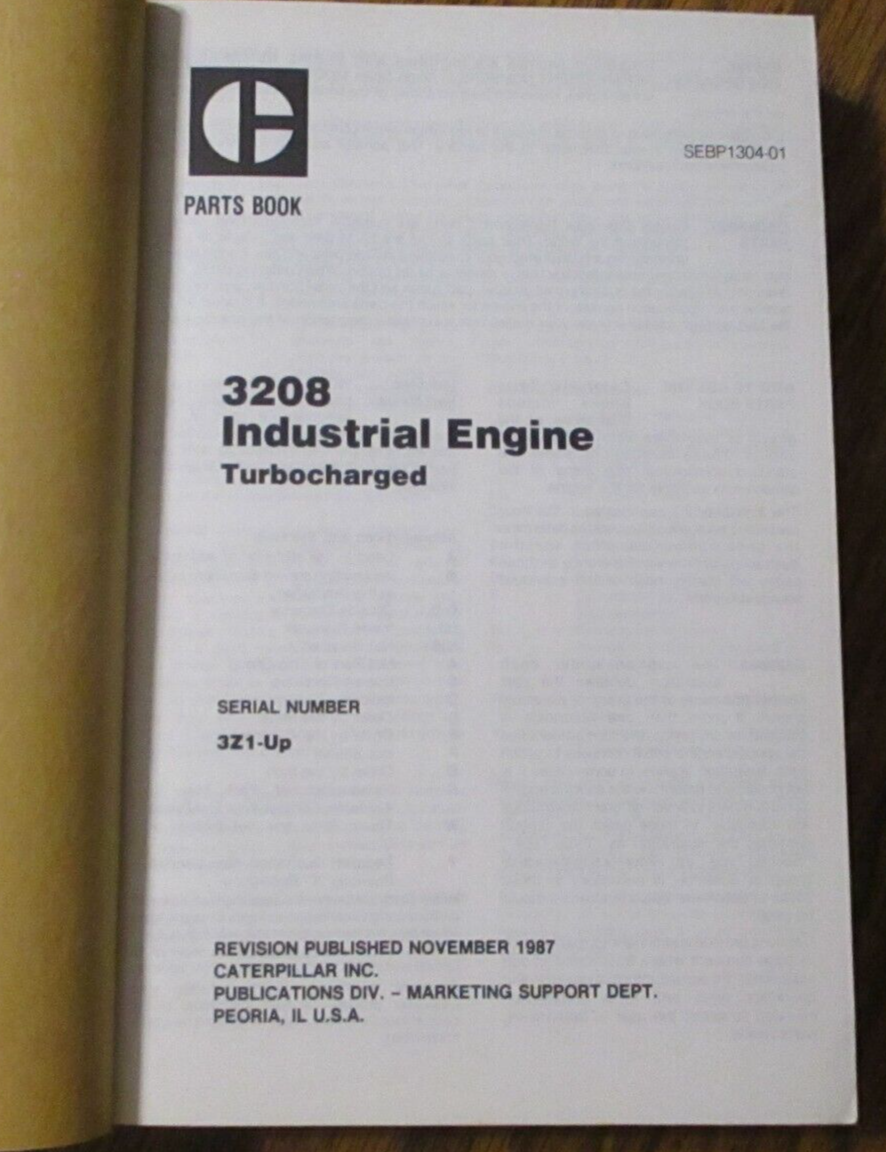 SEBP1304-01
PARTS BOOK
3208
Industrial Engine
Turbocharged
SERIAL NUMBER
3Z1-Up
REVISION PUBLISHED NOVEMBER 1987
CATERPILLAR INC.
PUBLICATIONS DIV. – MARKETING SUPPORT DEPT.
PEORIA, IL U.S.A.